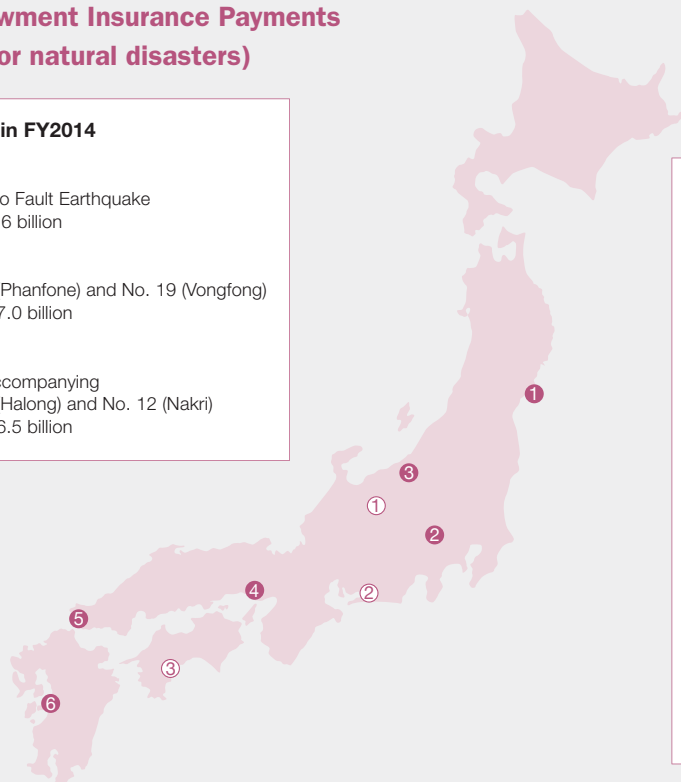 wment Insurance Payments
or natural disasters)
in FY2014
o Fault Earthquake
6 billion
Phanfone) and No. 19 (Vongfong)
7.0 billion
ccompanying
Halong) and No. 12 (Nakri)
6.5 billion
1
3
1
2
4
2
5
3
6